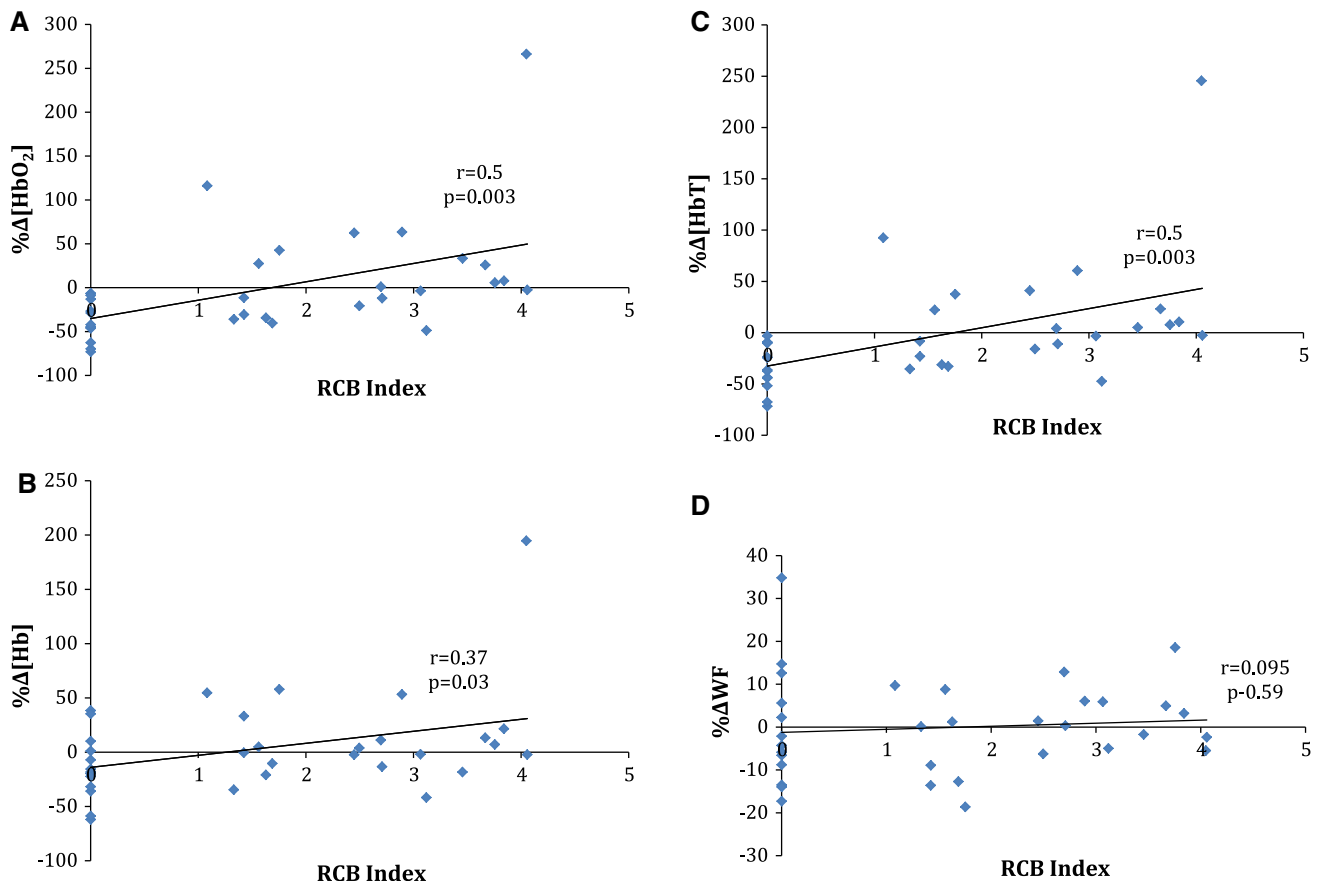 A
300
250
200
150
100
50
0
-50
-100
%Δ[HbO₂]
r=0.5
p=0.003
0 1 2 3 4 5
RCB Index
B
250
200
150
100
50
0
-50
-100
%Δ[Hb]
r=0.37
p=0.03
0 1 2 3 4 5
RCB Index
C
300
250
200
150
100
50
0
-50
-100
%Δ[HbT]
r=0.5
p=0.003
0 1 2 3 4 5
RCB Index
D
40
30
20
10
0
-10
-20
-30
%ΔWF
r=0.095
p-0.59
0 1 2 3 4 5
RCB Index